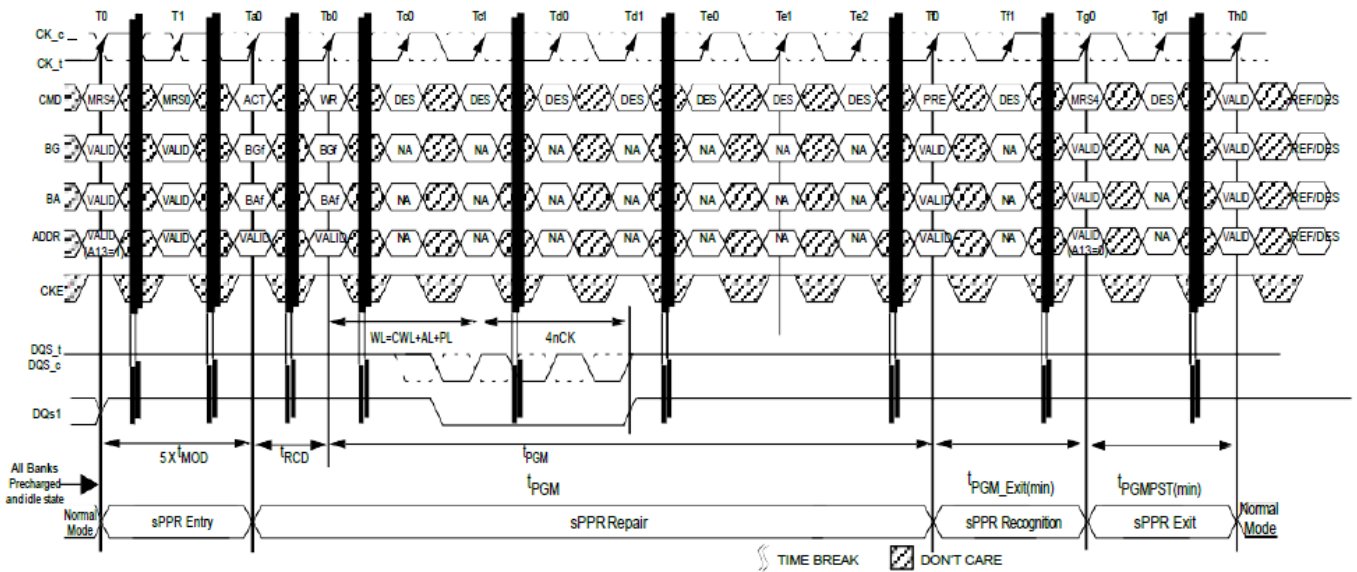 T0 T1 Ta0 Tb0 Tc0 Tc1 Td0 Td1 Te0 Te1 Te2 Tf0 Tf1 Tg0 Tg1 Th0
CK_c
CK_t
CMD MRS4 MRS0 ACT WR DES DES DES DES DES DES DES PRE DES MRS4 DES VALID REF/DES
BG VALID VALID BGf BGf NA NA NA NA NA NA NA VALID NA VALID NA VALID REF/DES
BA VALID VALID BAf BAf NA NA NA NA NA NA NA VALID NA VALID NA VALID REF/DES
ADDR VALID VALID VALID VALID NA NA NA NA NA NA NA VALID NA VALID NA VALID REF/DES
(A13=1) (A13=0)
CKE
WL=CWL+AL+PL 4nCK
DQS_t
DQS_c
DQs1
5 X tMOD tRCD tPGM
All Banks
Precharged
and idle state
tPGM tPGM_Exit(min) tPGMPST(min)
Normal
Mode
sPPR Entry sPPR Repair sPPR Recognition sPPR Exit
Normal
Mode
TIME BREAK DON'T CARE